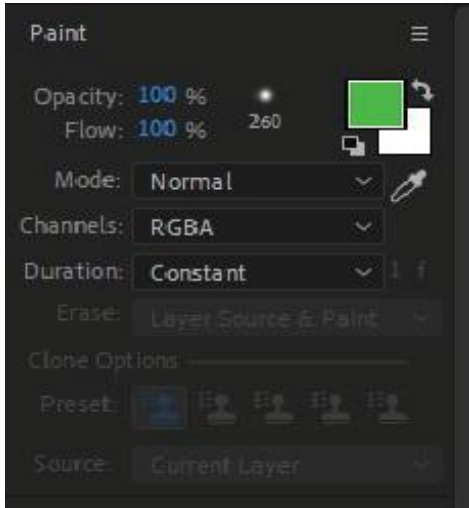 Paint
Opacity: 100 %
260
Flow: 100 %
Mode: Normal
Channels: RGBA
Duration: Constant 1 f
Erase: Layer Source & Paint
Clone Options
Preset:
Source: Current Layer